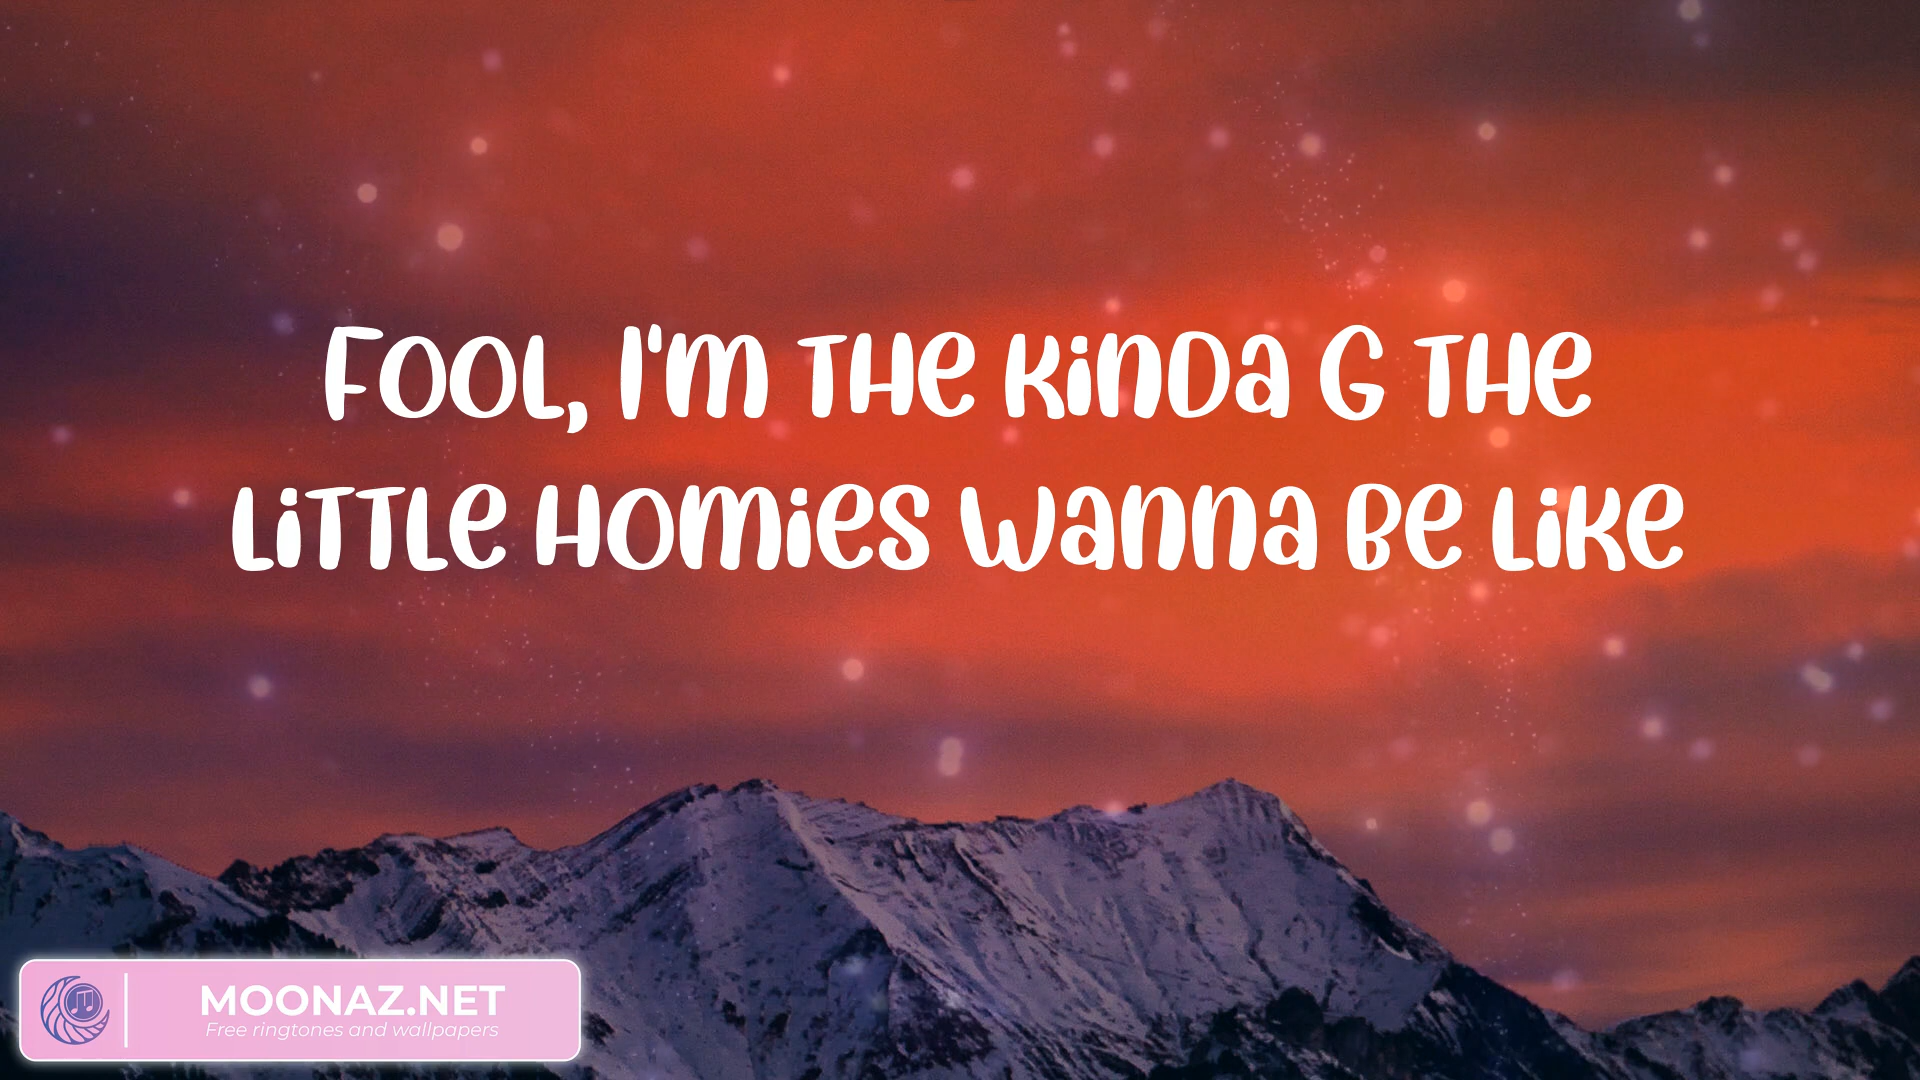 Fool, I'm the kinda G the
little homies wanna be like
MOONAZ.NET
Free ringtones and wallpapers